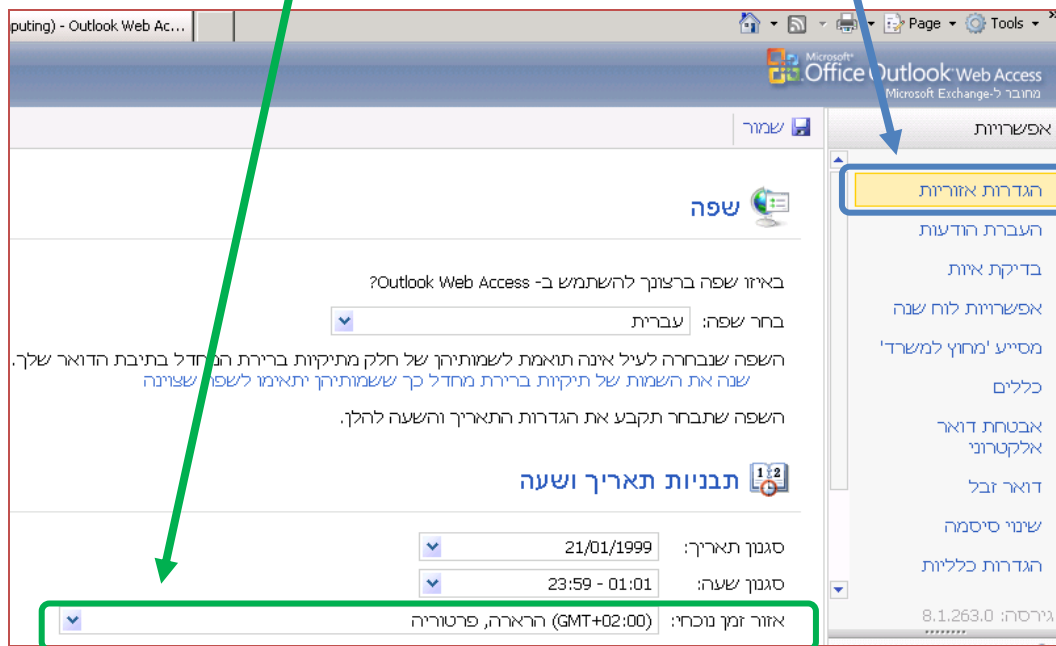 puting) - Outlook Web Ac...
Page
Tools
Microsoft
Office Outlook Web Access
מחובר ל-Microsoft Exchange
אפשרויות
הגדרות אזוריות
העברת הודעות
בדיקת איות
אפשרויות לוח שנה
מסייע 'מחוץ למשרד'
כללים
אבטחת דואר
אלקטרוני
דואר זבל
שינוי סיסמה
הגדרות כלליות
גירסה: 8.1.263.0
שמור
שפה
באיזו שפה ברצונך להשתמש ב- Outlook Web Access?
בחר שפה: עברית
השפה שנבחרה לעיל אינה תואמת לשמותיהן של חלק מתיקיות ברירת המחדל בתיבת הדואר שלך.
שנה את השמות של תיקיות ברירת מחדל כך ששמותיהן יתאימו לשפה שצוינה
השפה שתבחר תקבע את הגדרות התאריך והשעה להלן.
תבניות תאריך ושעה
סגנון תאריך: 21/01/1999
סגנון שעה: 01:01 - 23:59
אזור זמן נוכחי: (GMT+02:00) הרארה, פרטוריה